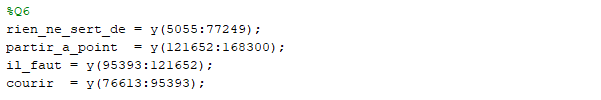 %Q6
rien_ne_sert_de = y(5055:77249);
partir_a_point  = y(121652:168300);
il_faut = y(95393:121652);
courir  = y(76613:95393);